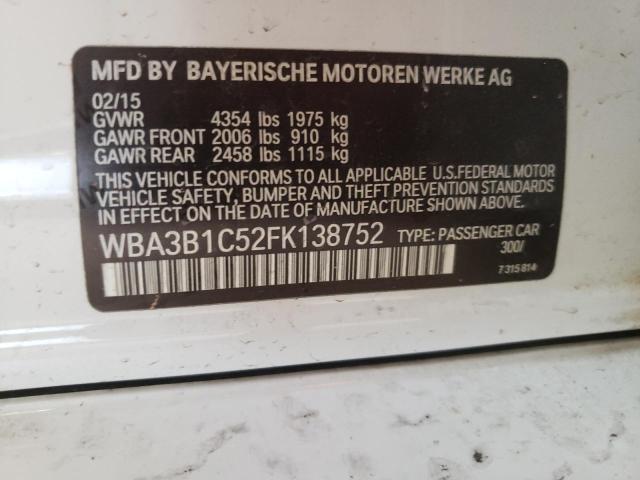 MFD BY BAYERISCHE MOTOREN WERKE AG
02/15
GVWR 4354 lbs 1975 kg
GAWR FRONT 2006 lbs 910 kg
GAWR REAR 2458 lbs 1115 kg
THIS VEHICLE CONFORMS TO ALL APPLICABLE U.S.FEDERAL MOTOR
VEHICLE SAFETY, BUMPER AND THEFT PREVENTION STANDARDS
IN EFFECT ON THE DATE OF MANUFACTURE SHOWN ABOVE.
WBA3B1C52FK138752 TYPE: PASSENGER CAR
300/
7315814